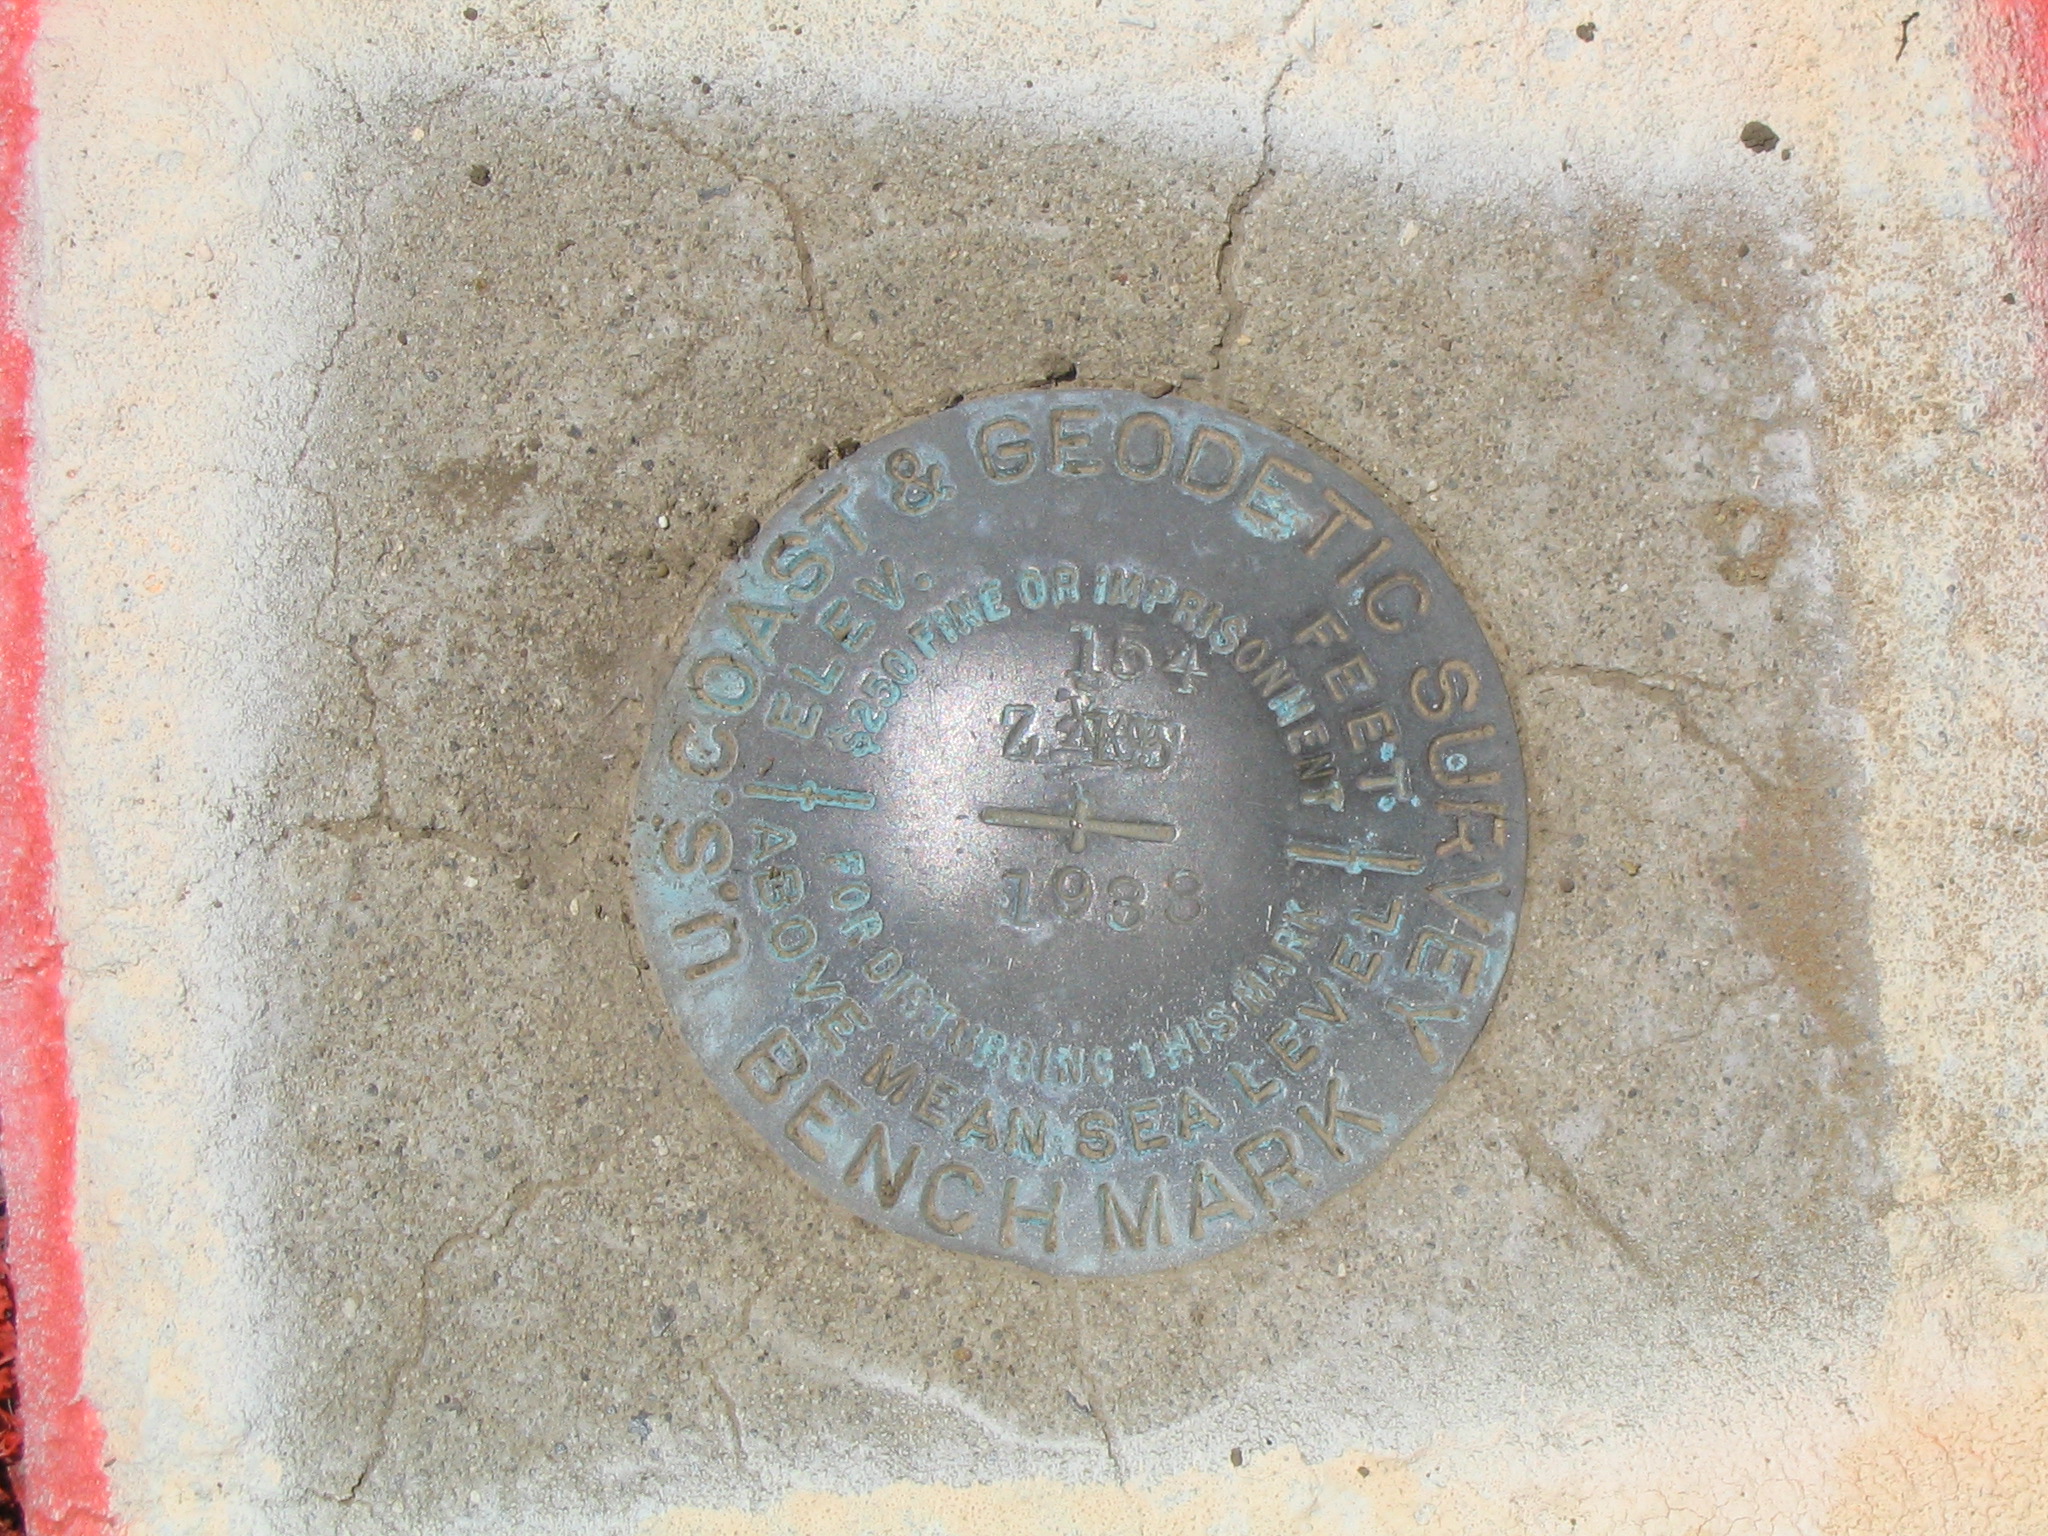 U.S. COAST & GEODETIC SURVEY
ELEV. FEET.
$250 FINE OR IMPRISONMENT
154
Z
1933
FOR DISTURBING THIS MARK
ABOVE MEAN SEA LEVEL
BENCH MARK